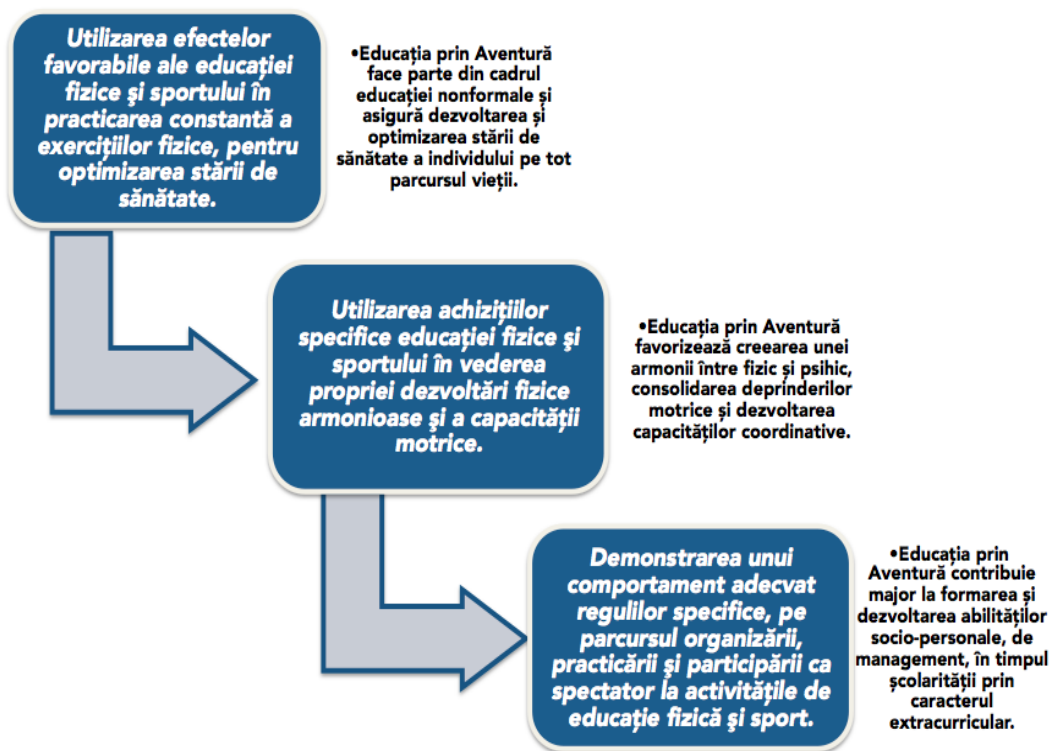 Utilizarea efectelor
favorabile ale educației
fizice și sportului în
practicarea constantă a
exercițiilor fizice, pentru
optimizarea stării de
sănătate.
•Educația prin Aventură
face parte din cadrul
educației nonformale și
asigură dezvoltarea și
optimizarea stării de
sănătate a individului pe tot
parcursul vieții.
Utilizarea achizițiilor
specifice educației fizice şi
sportului în vederea
propriei dezvoltări fizice
armonioase şi a capacității
motrice.
•Educația prin Aventură
favorizează creearea unei
armonii între fizic și psihic,
consolidarea deprinderilor
motrice și dezvoltarea
capacităților coordinative.
Demonstrarea unui
comportament adecvat
regulilor specifice, pe
parcursul organizării,
practicării şi participării ca
spectator la activitățile de
educație fizică şi sport.
•Educația prin
Aventură contribuie
major la formarea și
dezvoltarea abilităților
socio-personale, de
management, în timpul
școlarității prin
caracterul
extracurricular.